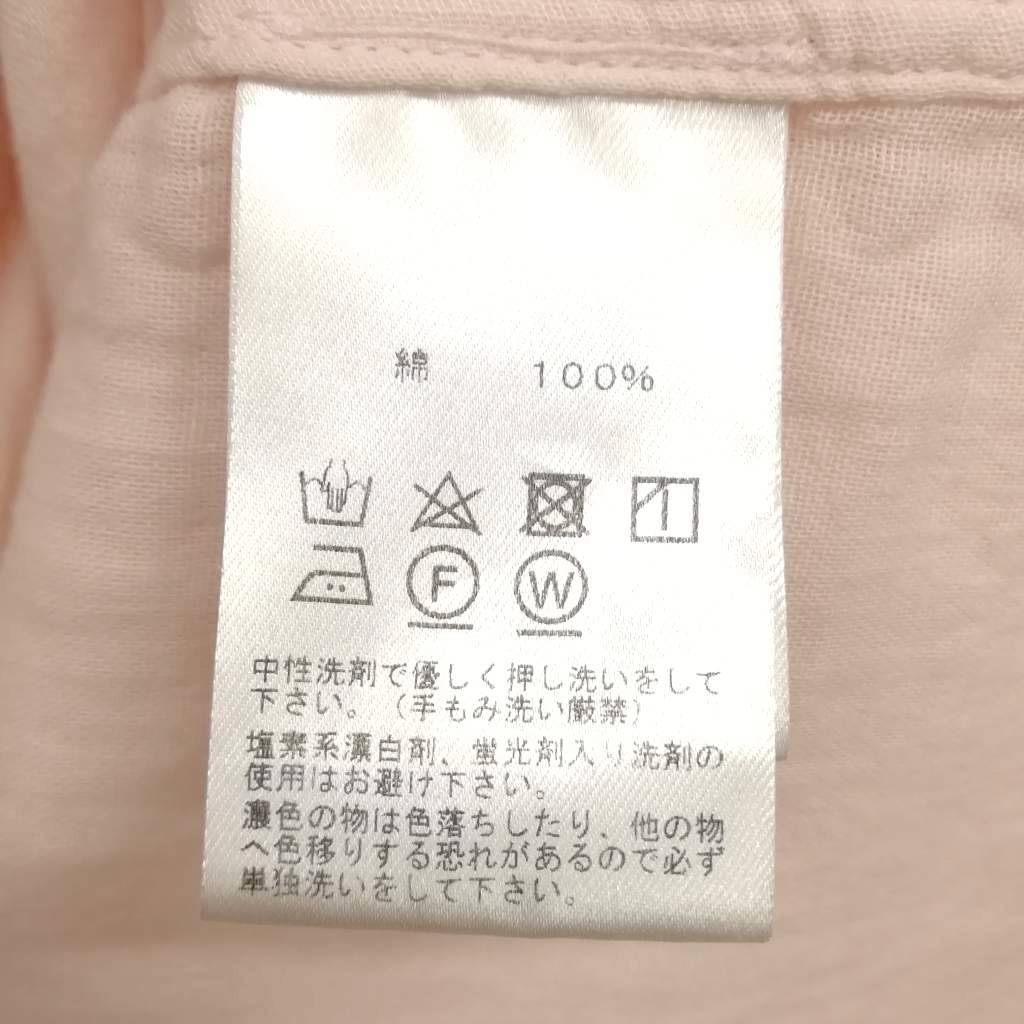 綿 100%
F W
中性洗剤で優しく押し洗いをして
下さい。(手もみ洗い厳禁)
塩素系漂白剤、蛍光剤入り洗剤の
使用はお避け下さい。
濃色の物は色落ちしたり、他の物
へ色移りする恐れがあるので必ず
単独洗いをして下さい。